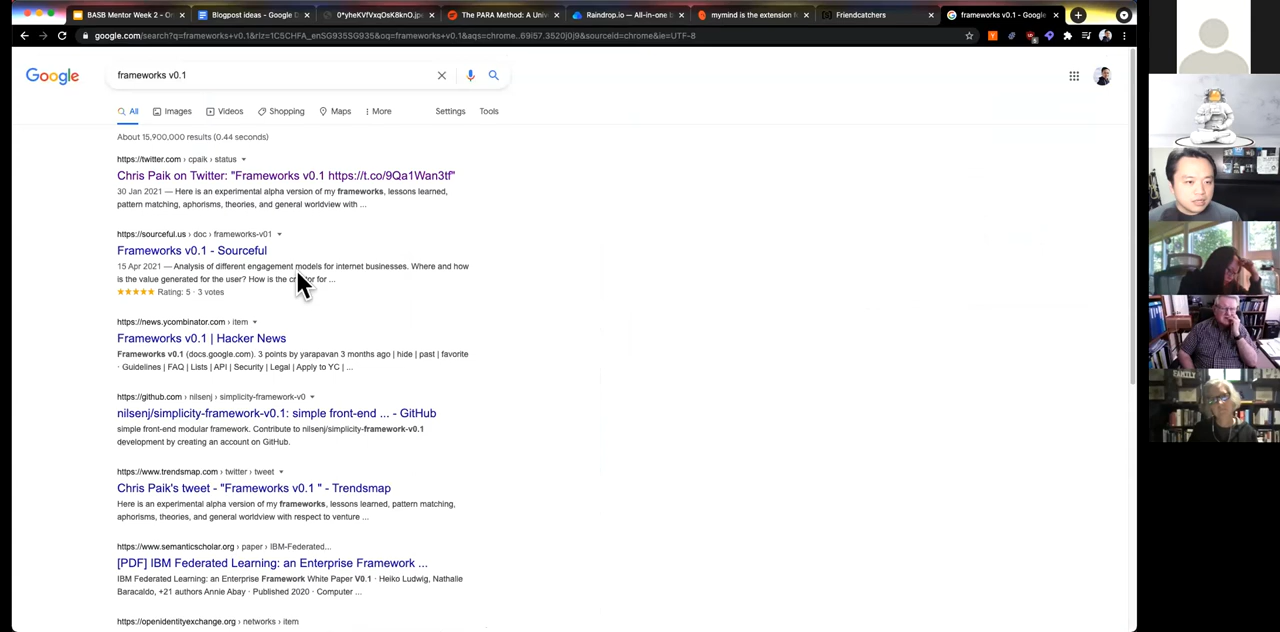 BASB Mentor Week 2 - On
Blogpost ideas - Google D
0*yheKVfVxqOsK8knO.jpe
The PARA Method: A Univ
Raindrop.io — All-in-one b
mymind is the extension f
Friendcatchers
frameworks v0.1 - Google
google.com/search?q=frameworks+v0.1&rlz=1C5CHFA_enSG935SG935&oq=frameworks+v0.1&aqs=chrome..69i57.3520j0j9&sourceid=chrome&ie=UTF-8
Google
frameworks v0.1
All
Images
Videos
Shopping
Maps
More
Settings
Tools
About 15,900,000 results (0.44 seconds)
https://twitter.com › cpaik › status
Chris Paik on Twitter: "Frameworks v0.1 https://t.co/9Qa1Wan3tf"
30 Jan 2021 — Here is an experimental alpha version of my frameworks, lessons learned,
pattern matching, aphorisms, theories, and general worldview with ...
https://sourceful.us › doc › frameworks-v01
Frameworks v0.1 - Sourceful
15 Apr 2021 — Analysis of different engagement models for internet businesses. Where and how
is the value generated for the user? How is the for ...
Rating: 5 · 3 votes
https://news.ycombinator.com › item
Frameworks v0.1 | Hacker News
Frameworks v0.1 (docs.google.com). 3 points by yarapavan 3 months ago | hide | past | favorite
· Guidelines | FAQ | Lists | API | Security | Legal | Apply to YC | ...
https://github.com › nilsenj › simplicity-framework-v0
nilsenj/simplicity-framework-v0.1: simple front-end ... - GitHub
simple front-end modular framework. Contribute to nilsenj/simplicity-framework-v0.1
development by creating an account on GitHub.
https://www.trendsmap.com › twitter › tweet
Chris Paik's tweet - "Frameworks v0.1 " - Trendsmap
Here is an experimental alpha version of my frameworks, lessons learned, pattern matching,
aphorisms, theories, and general worldview with respect to venture ...
https://www.semanticscholar.org › paper › IBM-Federated...
[PDF] IBM Federated Learning: an Enterprise Framework ...
IBM Federated Learning: an Enterprise Framework White Paper V0.1 · Heiko Ludwig, Nathalie
Baracaldo, +21 authors Annie Abay · Published 2020 · Computer ...
https://openidentityexchange.org › networks › item
FAMILY